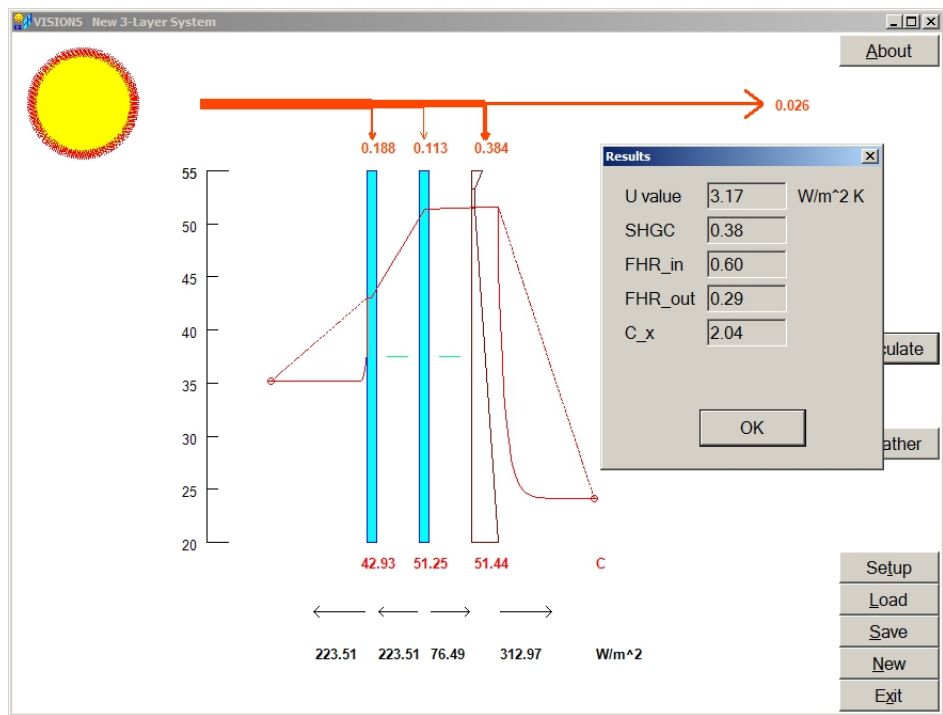 VISION5 New 3-Layer System
About
0.026
0.188 0.113 0.384
Results
U value 3.17 W/m^2 K
SHGC 0.38
FHR_in 0.60
FHR_out 0.29
C_x 2.04
OK
culate
ather
55
50
45
40
35
30
25
20
42.93 51.25 51.44 C
223.51 223.51 76.49 312.97 W/m^2
Setup
Load
Save
New
Exit